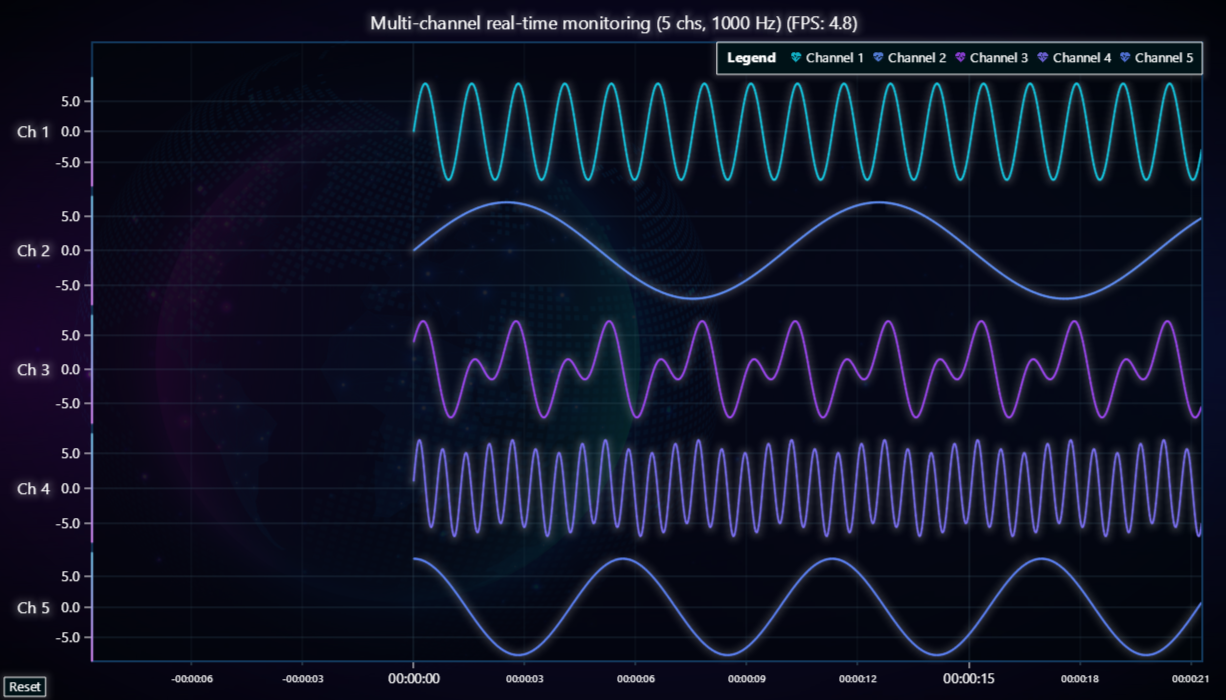 Multi-channel real-time monitoring (5 chs, 1000 Hz) (FPS: 4.8)
Legend Channel 1 Channel 2 Channel 3 Channel 4 Channel 5
5.0
Ch 1 0.0
-5.0
5.0
Ch 2 0.0
-5.0
5.0
Ch 3 0.0
-5.0
5.0
Ch 4 0.0
-5.0
5.0
Ch 5 0.0
-5.0
-00:00:06 -00:00:03 00:00:00 00:00:03 00:00:06 00:00:09 00:00:12 00:00:15 00:00:18 00:00:21
Reset